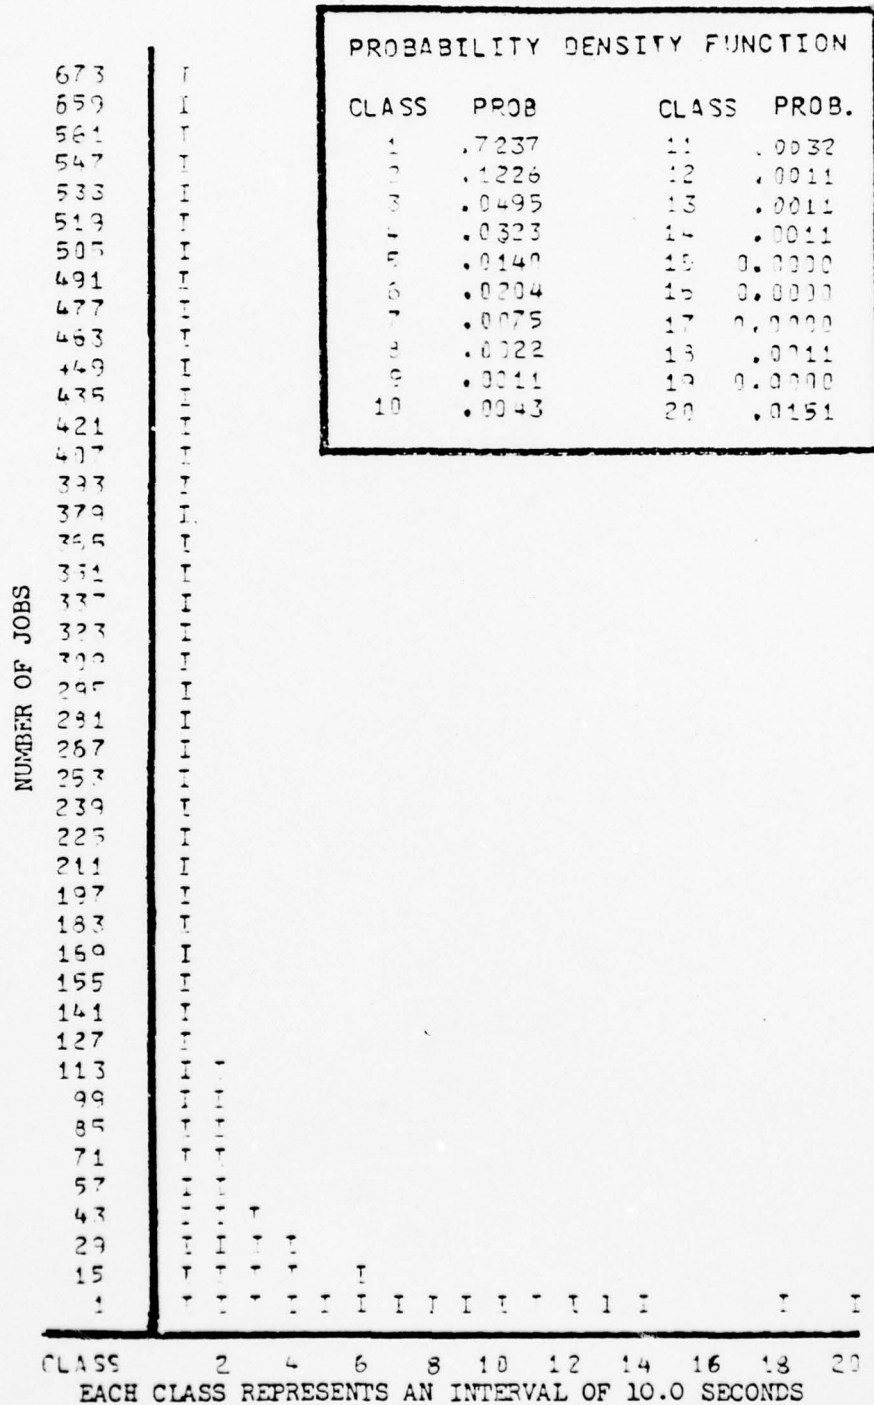 PROBABILITY DENSITY FUNCTION
CLASS PROB CLASS PROB.
1 .7237 11 .0032
2 .1226 12 .0011
3 .0495 13 .0011
4 .0323 14 .0011
5 .0140 15 0.0000
6 .0204 16 0.0000
7 .0075 17 0.0000
8 .0022 18 .0011
9 .0011 19 0.0000
10 .0043 20 .0151
NUMBER OF JOBS
673 I
659 I
561 I
547 I
533 I
519 I
505 I
491 I
477 I
463 I
449 I
435 I
421 I
407 I
393 I
379 I
365 I
351 I
337 I
323 I
309 I
295 I
281 I
267 I
253 I
239 I
225 I
211 I
197 I
183 I
169 I
155 I
141 I
127 I
113 I I
99 I I
85 I I
71 I I
57 I I
43 I I I
29 I I I I
15 I I I I I
1 I I I I I I I I I I I I I I I I
CLASS 2 4 6 8 10 12 14 16 18 20
EACH CLASS REPRESENTS AN INTERVAL OF 10.0 SECONDS